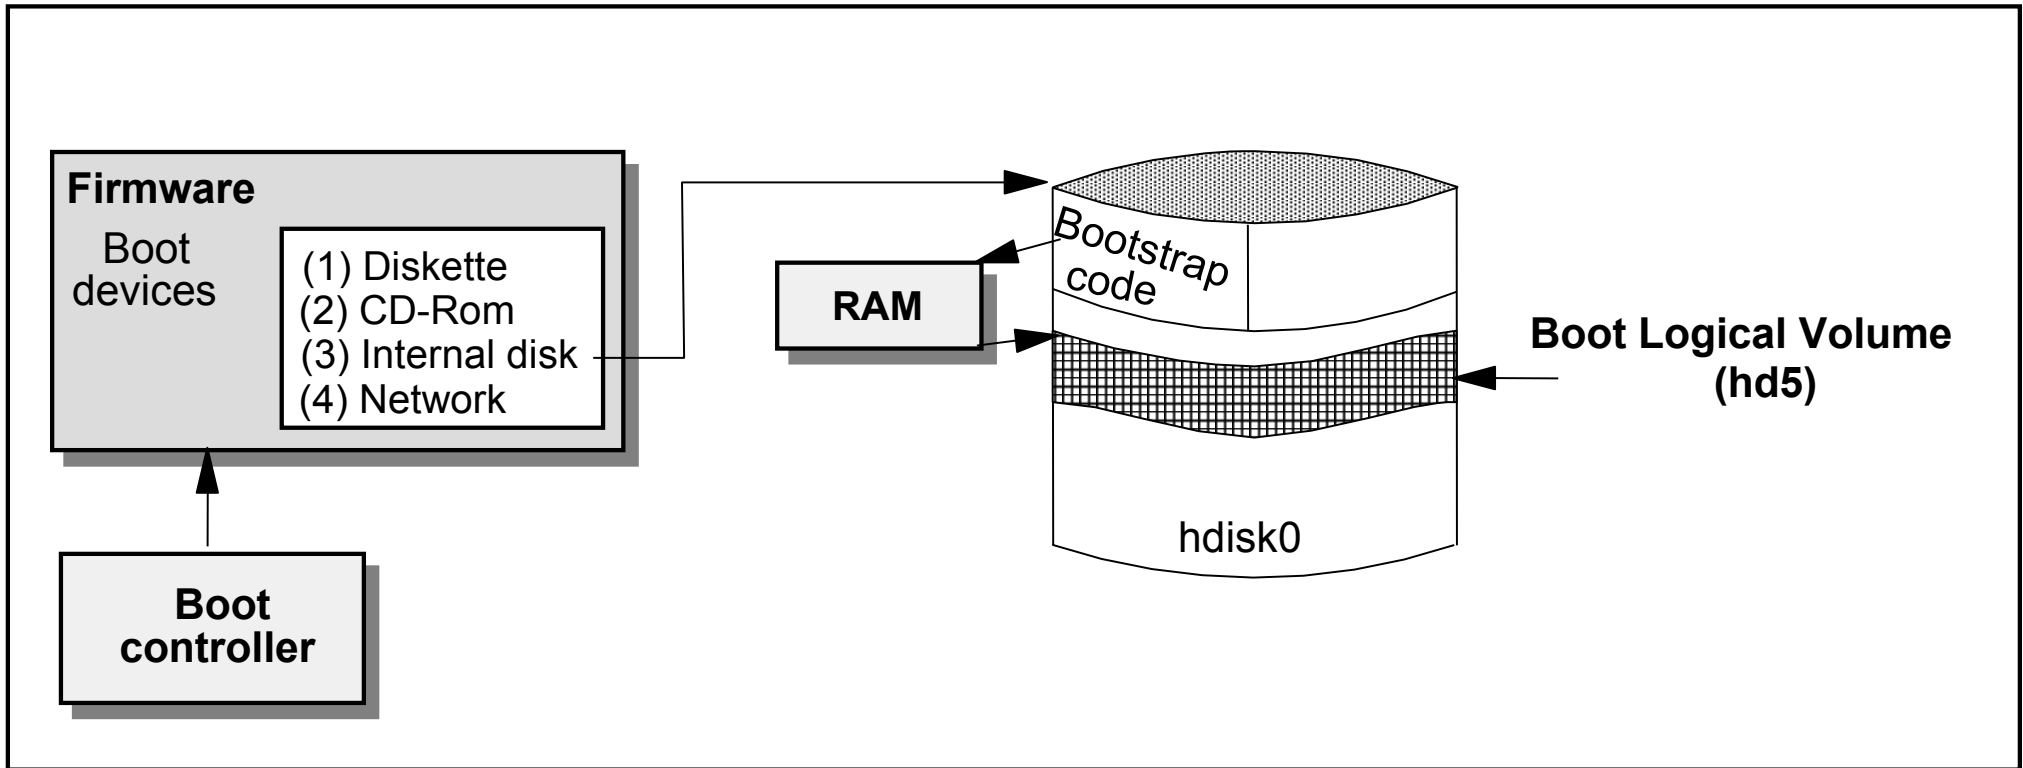 Firmware
Boot
devices
(1) Diskette
(2) CD-Rom
(3) Internal disk
(4) Network
Boot
controller
RAM
Bootstrap
code
hdisk0
Boot Logical Volume
(hd5)